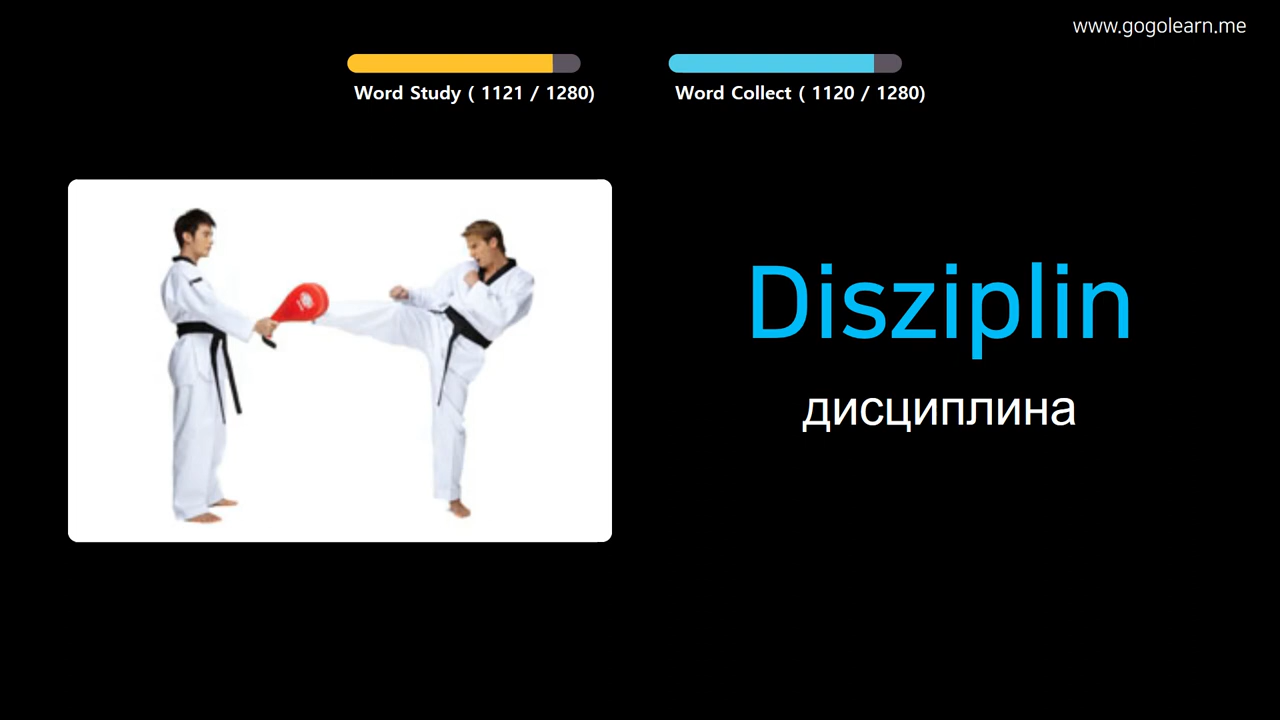 www.gogolearn.me
Word Study ( 1121 / 1280)
Word Collect ( 1120 / 1280)
Disziplin
дисциплина